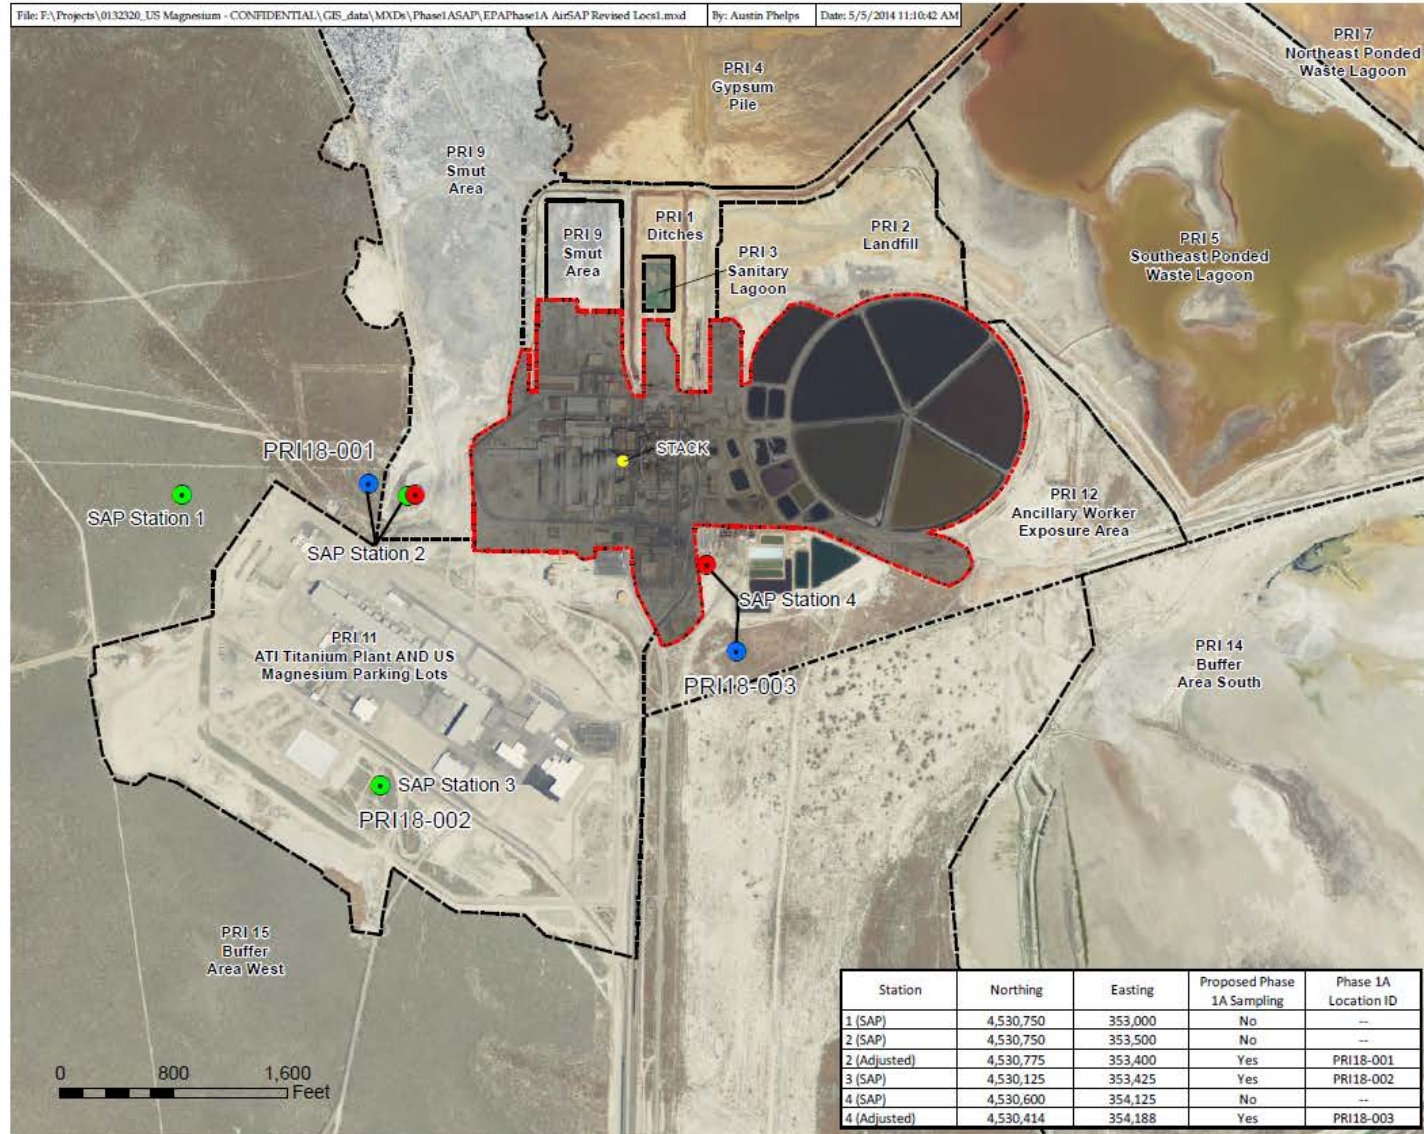 File: F:\Projects\0132320_US Magnesium - CONFIDENTIAL\GIS_data\MXDs\Phase1ASAP\EPAPhase1A AirSAP Revised Locs1.mxd By: Austin Phelps Date: 5/5/2014 11:10:42 AM
PRI 7
Northeast Ponded
Waste Lagoon
PRI 4
Gypsum
Pile
PRI 9
Smut
Area
PRI 9
Smut
Area
PRI 1
Ditches
PRI 3
Sanitary
Lagoon
PRI 2
Landfill
PRI 5
Southeast Ponded
Waste Lagoon
STACK
PRI18-001
SAP Station 1
SAP Station 2
PRI 12
Ancillary Worker
Exposure Area
SAP Station 4
PRI18-003
PRI 11
ATI Titanium Plant AND US
Magnesium Parking Lots
PRI 14
Buffer
Area South
SAP Station 3
PRI18-002
PRI 15
Buffer
Area West
0 800 1,600
Feet
Station Northing Easting Proposed Phase 1A Sampling Phase 1A Location ID
1 (SAP) 4,530,750 353,000 No --
2 (SAP) 4,530,750 353,500 No --
2 (Adjusted) 4,530,775 353,400 Yes PRI18-001
3 (SAP) 4,530,125 353,425 Yes PRI18-002
4 (SAP) 4,530,600 354,125 No --
4 (Adjusted) 4,530,414 354,188 Yes PRI18-003